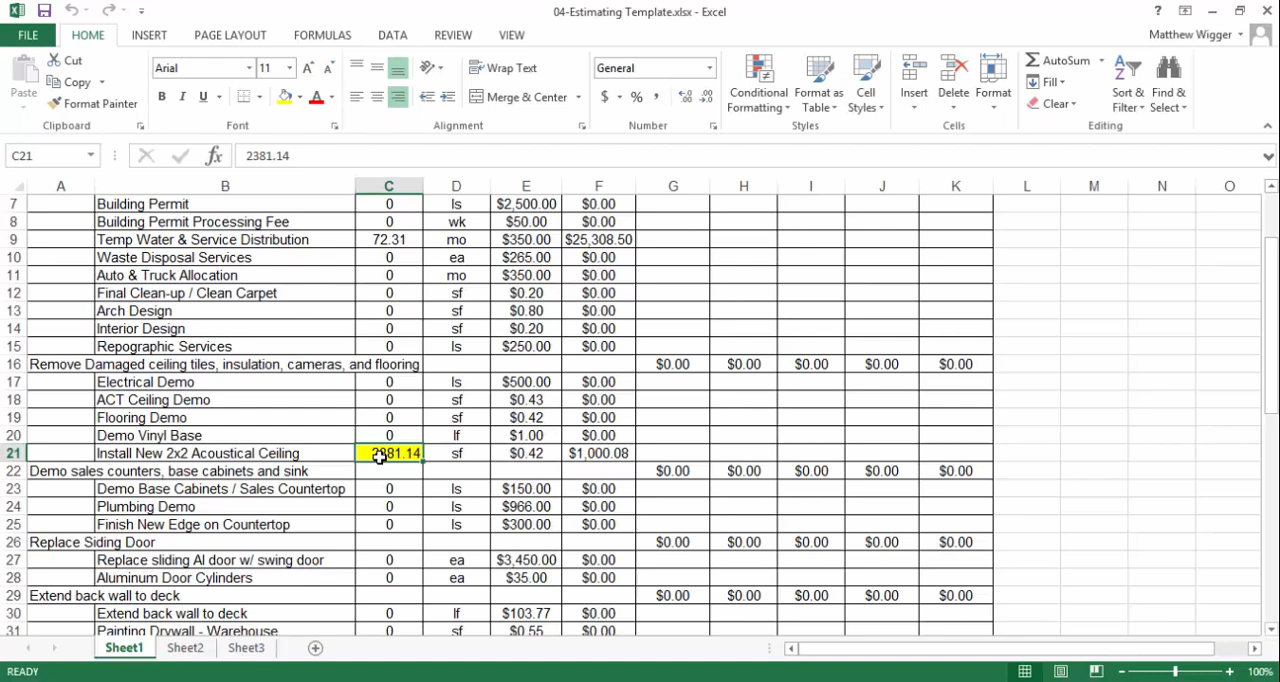 04-Estimating Template.xlsx - Excel
FILE HOME INSERT PAGE LAYOUT FORMULAS DATA REVIEW VIEW Matthew Wigger
Paste Cut Copy Format Painter Clipboard
Arial 11 B I U A Font
Wrap Text Merge & Center Alignment
General $ % , Number
Conditional Formatting Format as Table Cell Styles Styles
Insert Delete Format Cells
AutoSum Fill Clear Sort & Filter Find & Select Editing
C21 fx 2381.14
A B C D E F G H I J K L M N O
7 Building Permit 0 ls $2,500.00 $0.00
8 Building Permit Processing Fee 0 wk $50.00 $0.00
9 Temp Water & Service Distribution 72.31 mo $350.00 $25,308.50
10 Waste Disposal Services 0 ea $265.00 $0.00
11 Auto & Truck Allocation 0 mo $350.00 $0.00
12 Final Clean-up / Clean Carpet 0 sf $0.20 $0.00
13 Arch Design 0 sf $0.80 $0.00
14 Interior Design 0 sf $0.20 $0.00
15 Repographic Services 0 ls $250.00 $0.00
16 Remove Damaged ceiling tiles, insulation, cameras, and flooring $0.00 $0.00 $0.00 $0.00 $0.00
17 Electrical Demo 0 ls $500.00 $0.00
18 ACT Ceiling Demo 0 sf $0.43 $0.00
19 Flooring Demo 0 sf $0.42 $0.00
20 Demo Vinyl Base 0 lf $1.00 $0.00
21 Install New 2x2 Acoustical Ceiling 2381.14 sf $0.42 $1,000.08
22 Demo sales counters, base cabinets and sink $0.00 $0.00 $0.00 $0.00 $0.00
23 Demo Base Cabinets / Sales Countertop 0 ls $150.00 $0.00
24 Plumbing Demo 0 ls $966.00 $0.00
25 Finish New Edge on Countertop 0 ls $300.00 $0.00
26 Replace Siding Door $0.00 $0.00 $0.00 $0.00 $0.00
27 Replace sliding Al door w/ swing door 0 ea $3,450.00 $0.00
28 Aluminum Door Cylinders 0 ea $35.00 $0.00
29 Extend back wall to deck $0.00 $0.00 $0.00 $0.00 $0.00
30 Extend back wall to deck 0 lf $103.77 $0.00
31 Painting Drywall - Warehouse 0 sf $0.55 $0.00
Sheet1 Sheet2 Sheet3
READY 100%